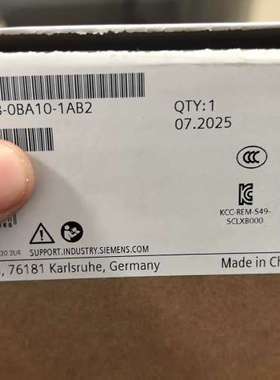 -0BA10-1AB2
QTY:1
07.2025
KCC-REM-S49-
SCLXB000
SUPPORT.INDUSTRY.SIEMENS.COM
, 76181 Karlsruhe, Germany
Made in Ch